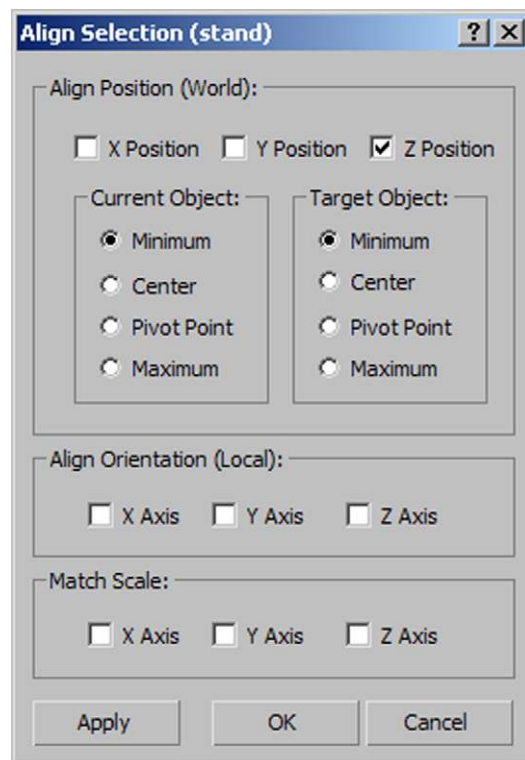 Align Selection (stand)
Align Position (World):
X Position Y Position Z Position
Current Object:
Minimum
Center
Pivot Point
Maximum
Target Object:
Minimum
Center
Pivot Point
Maximum
Align Orientation (Local):
X Axis Y Axis Z Axis
Match Scale:
X Axis Y Axis Z Axis
Apply OK Cancel